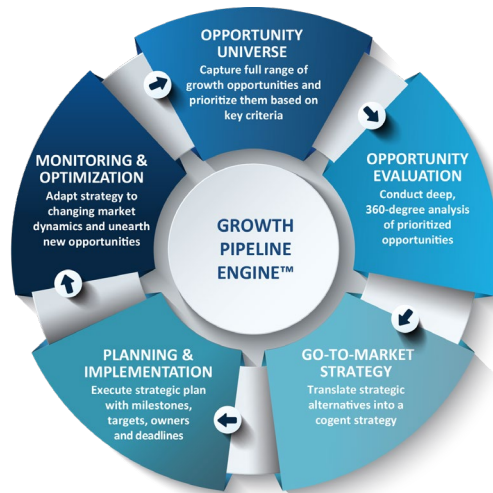 OPPORTUNITY
UNIVERSE
Capture full range of
growth opportunities and
prioritize them based on
key criteria
OPPORTUNITY
EVALUATION
Conduct deep,
360-degree analysis
of prioritized
opportunities
GO-TO-MARKET
STRATEGY
Translate strategic
alternatives into a
cogent strategy
PLANNING &
IMPLEMENTATION
Execute strategic plan
with milestones,
targets, owners
and deadlines
MONITORING &
OPTIMIZATION
Adapt strategy to
changing market
dynamics and unearth
new opportunities
GROWTH
PIPELINE
ENGINE™